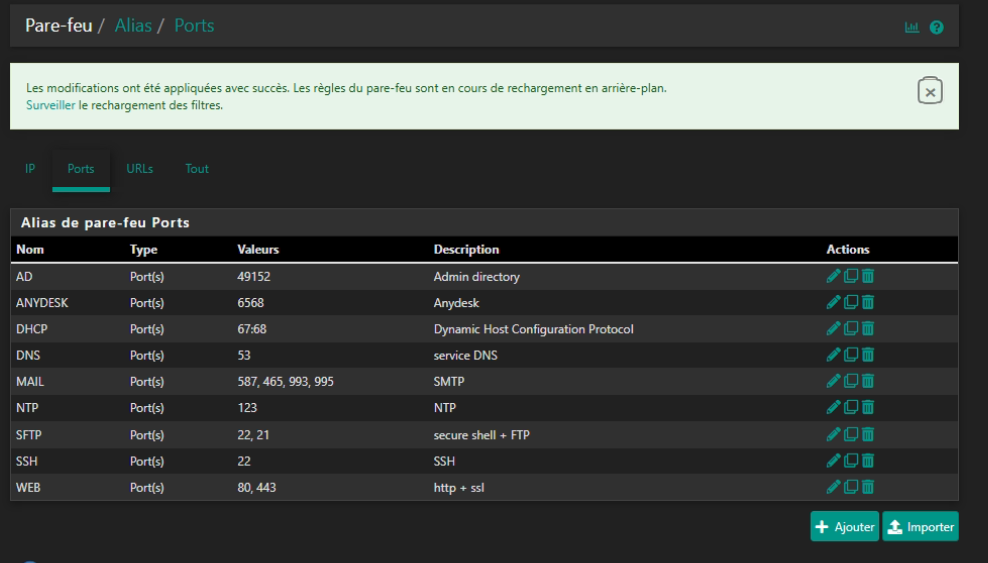 Pare-feu / Alias / Ports
Les modifications ont été appliquées avec succès. Les règles du pare-feu sont en cours de rechargement en arrière-plan.
Surveiller le rechargement des filtres.
IP Ports URLs Tout
Alias de pare-feu Ports
Nom Type Valeurs Description Actions
AD Port(s) 49152 Admin directory
ANYDESK Port(s) 6568 Anydesk
DHCP Port(s) 67:68 Dynamic Host Configuration Protocol
DNS Port(s) 53 service DNS
MAIL Port(s) 587, 465, 993, 995 SMTP
NTP Port(s) 123 NTP
SFTP Port(s) 22, 21 secure shell + FTP
SSH Port(s) 22 SSH
WEB Port(s) 80, 443 http + ssl
Ajouter Importer